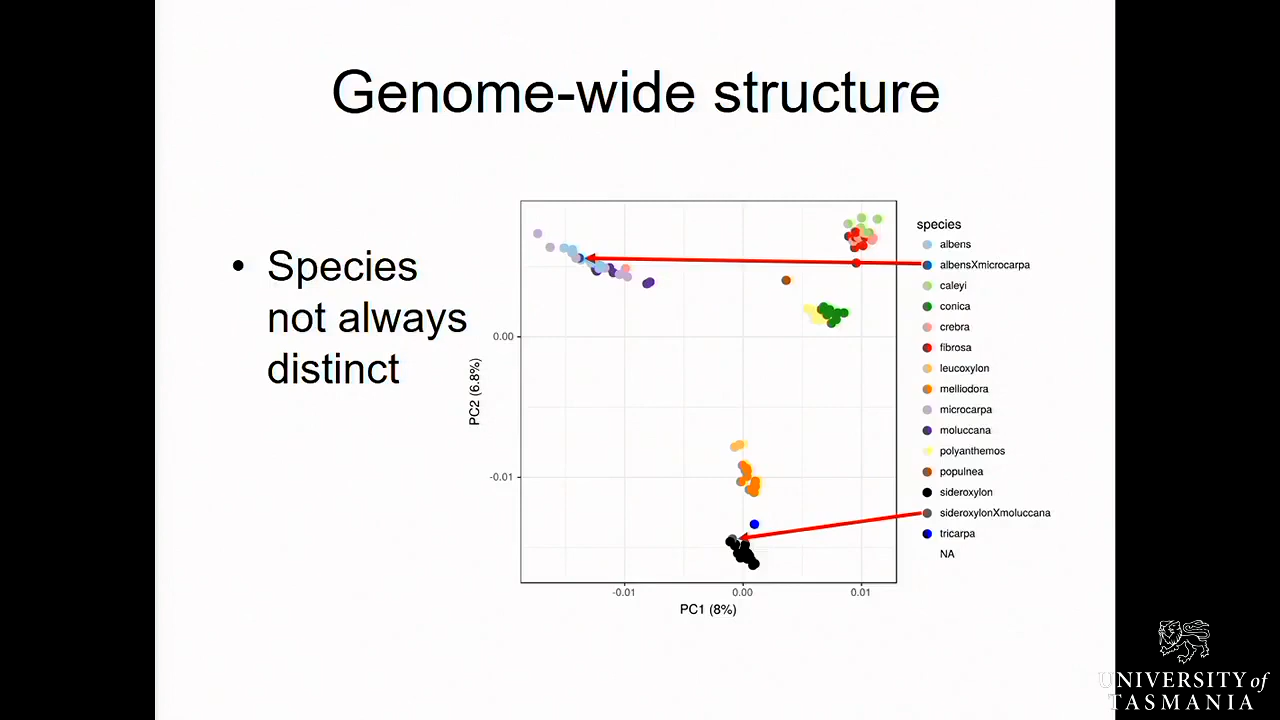 Genome-wide structure
• Species
not always
distinct
PC2 (6.8%)
0.00
-0.01
-0.01
0.00
0.01
PC1 (8%)
species
albens
albensXmicrocarpa
caleyi
conica
crebra
fibrosa
leucoxylon
melliodora
microcarpa
moluccana
polyanthemos
populnea
sideroxylon
sideroxylonXmoluccana
tricarpa
NA
UNIVERSITY of
TASMANIA